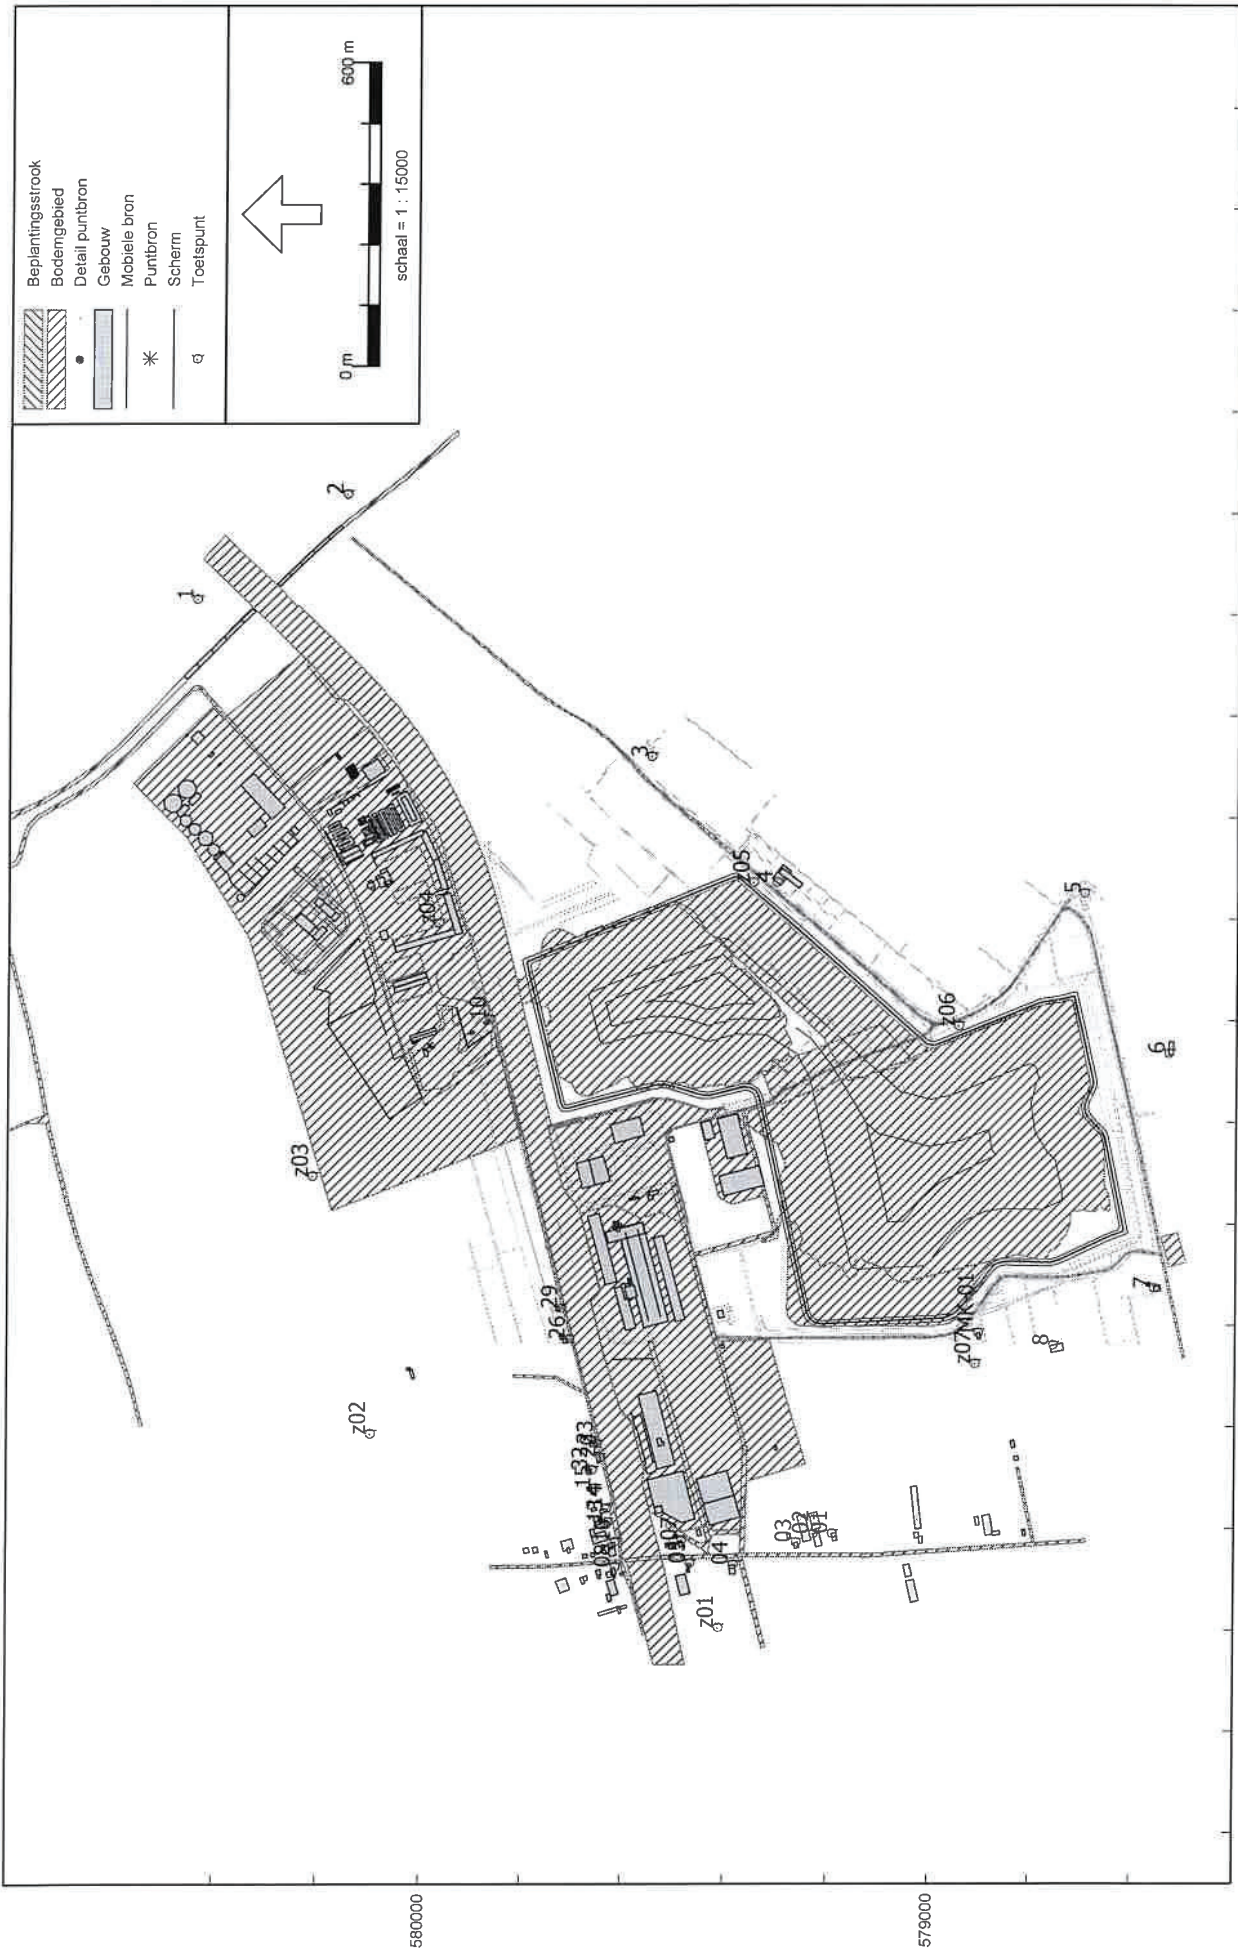 Beplantingsstrook
Bodemgebied
Detail puntbron
Gebouw
Mobiele bron
Puntbron
Scherm
Toetspunt
0 m
600 m
schaal = 1 : 15000
1
2
3
z05
4
5
z06
6
7
8
z07
MK-01
z04
10
z03
29
26
z02
03
02
01
04
z01
580000
579000